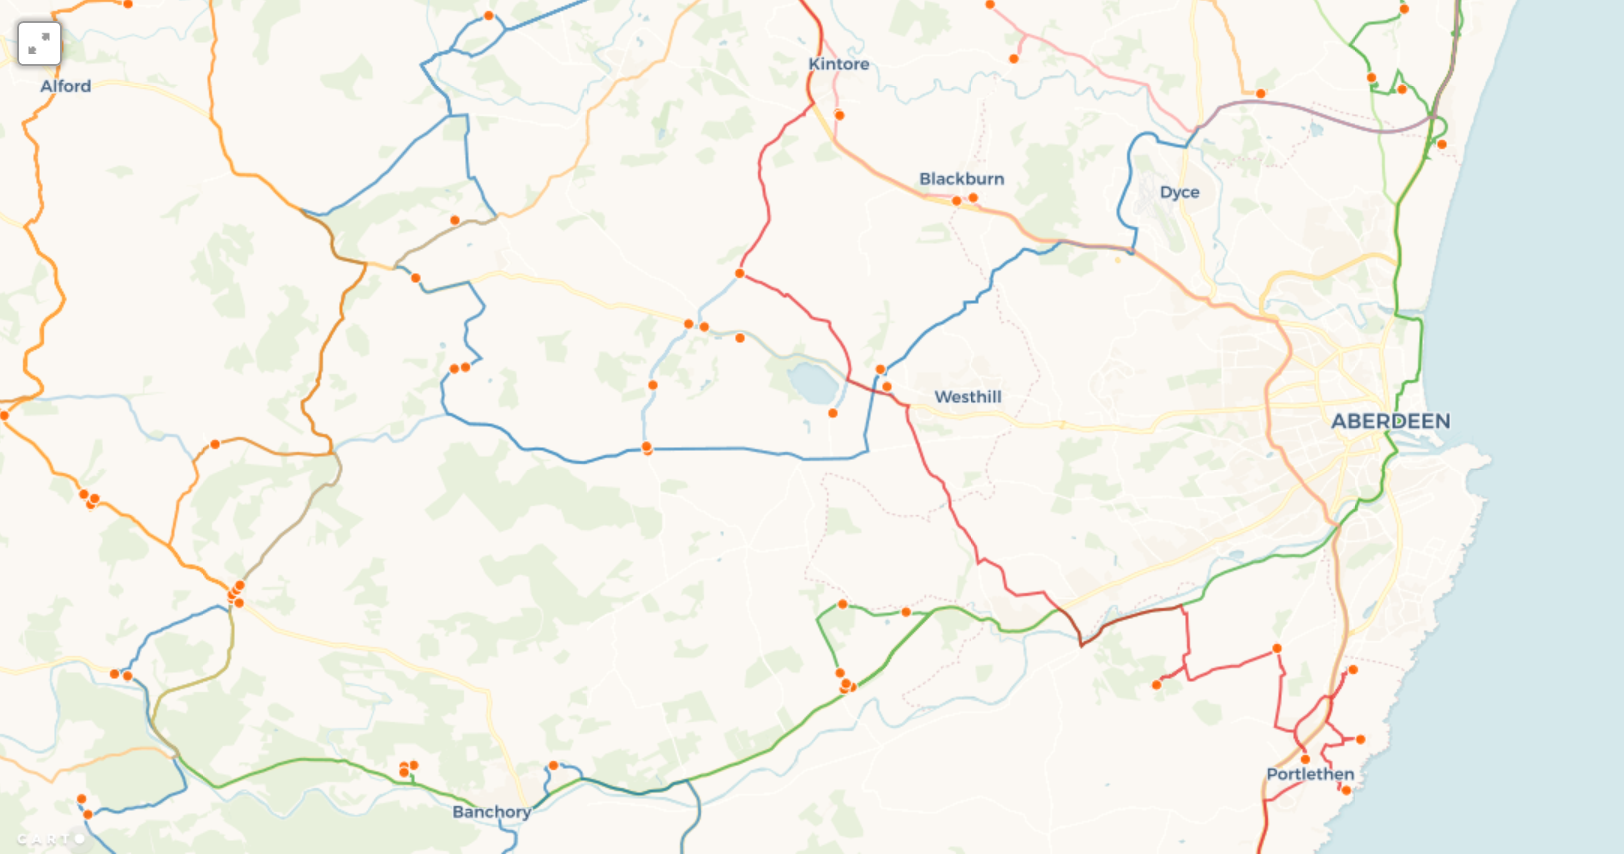 Kintore
Alford
Blackburn
Dyce
Westhill
ABERDEEN
Portlethen
Banchory
CARTO